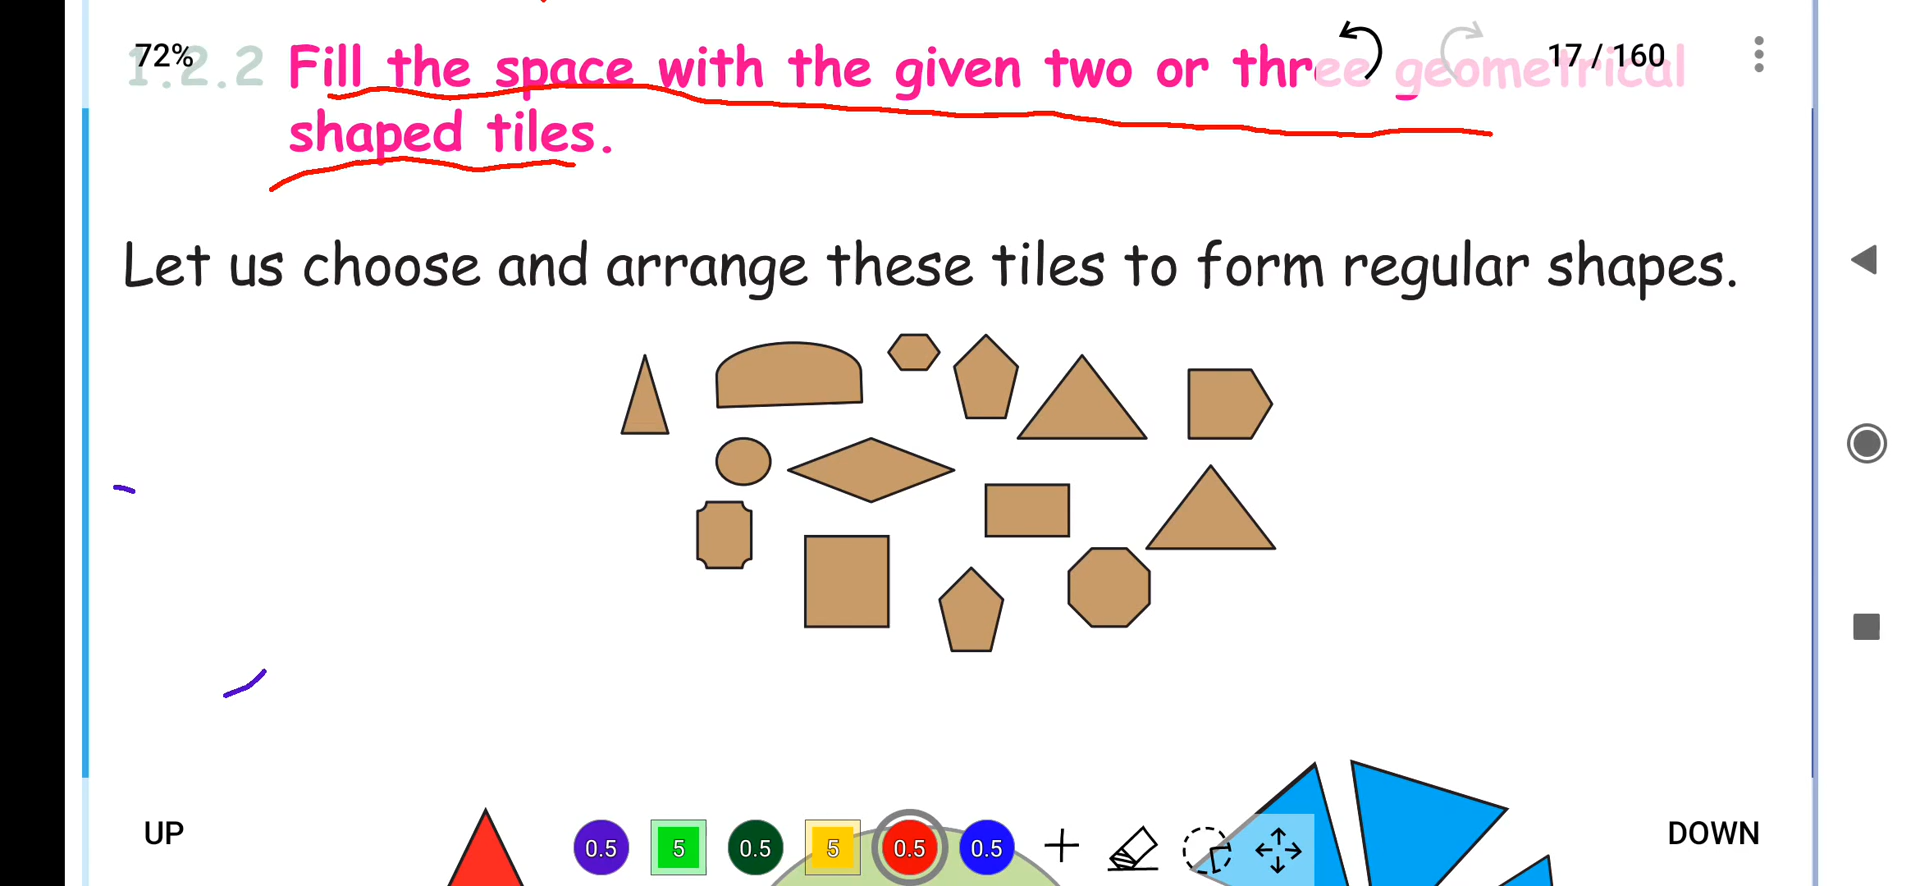 72%
17 / 160
1.2.2 Fill the space with the given two or three geometrical
shaped tiles.
Let us choose and arrange these tiles to form regular shapes.
UP
0.5 5 0.5 5 0.5 0.5
DOWN